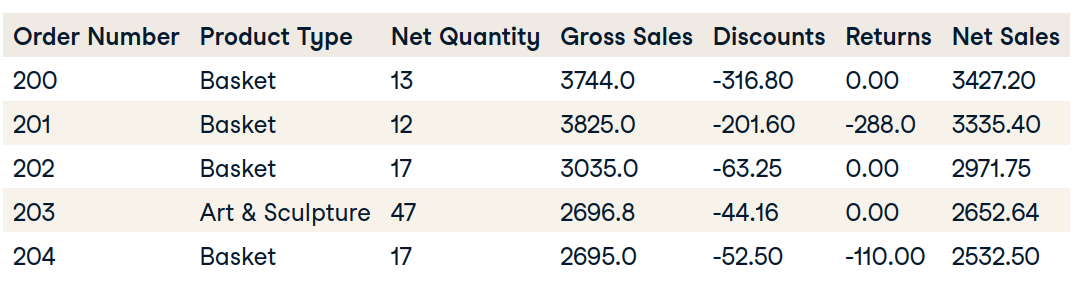 Order Number Product Type Net Quantity Gross Sales Discounts Returns Net Sales
200 Basket 13 3744.0 -316.80 0.00 3427.20
201 Basket 12 3825.0 -201.60 -288.0 3335.40
202 Basket 17 3035.0 -63.25 0.00 2971.75
203 Art & Sculpture 47 2696.8 -44.16 0.00 2652.64
204 Basket 17 2695.0 -52.50 -110.00 2532.50